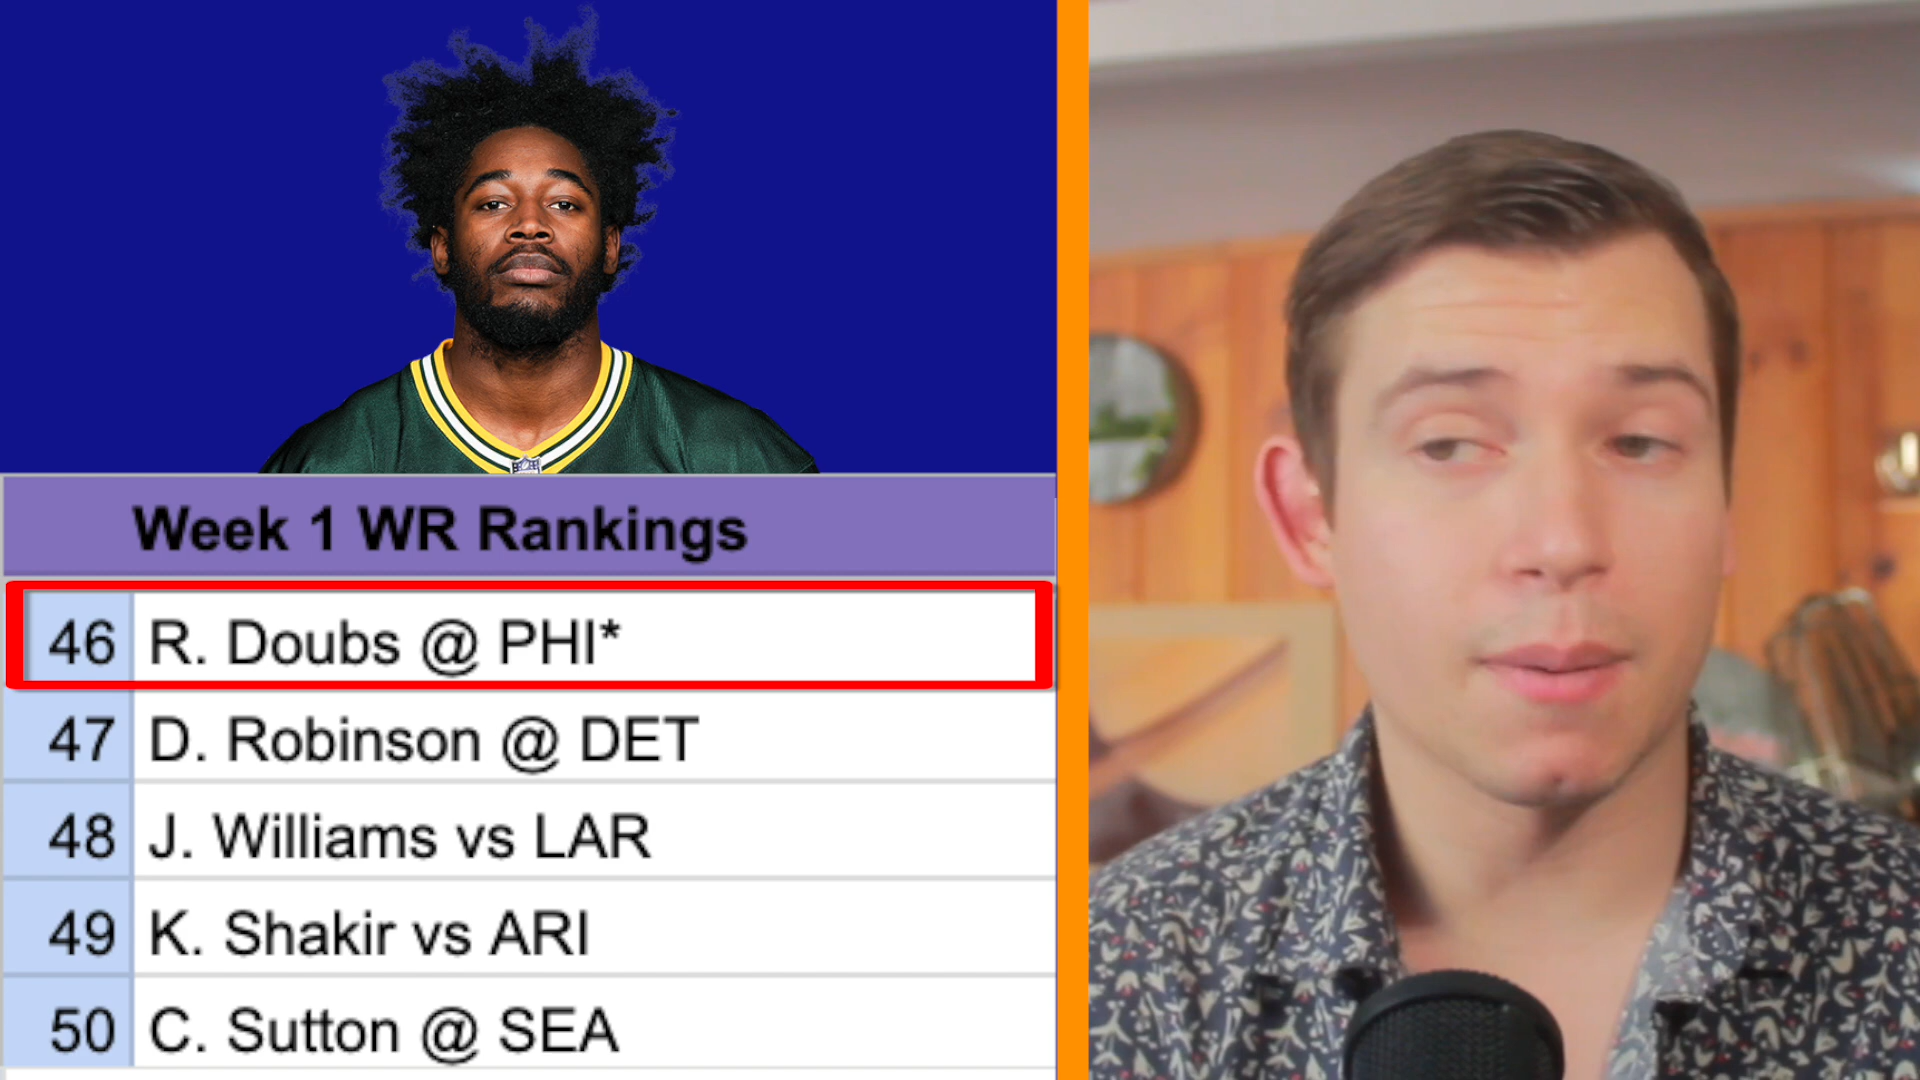 Week 1 WR Rankings
46 R. Doubs @ PHI*
47 D. Robinson @ DET
48 J. Williams vs LAR
49 K. Shakir vs ARI
50 C. Sutton @ SEA